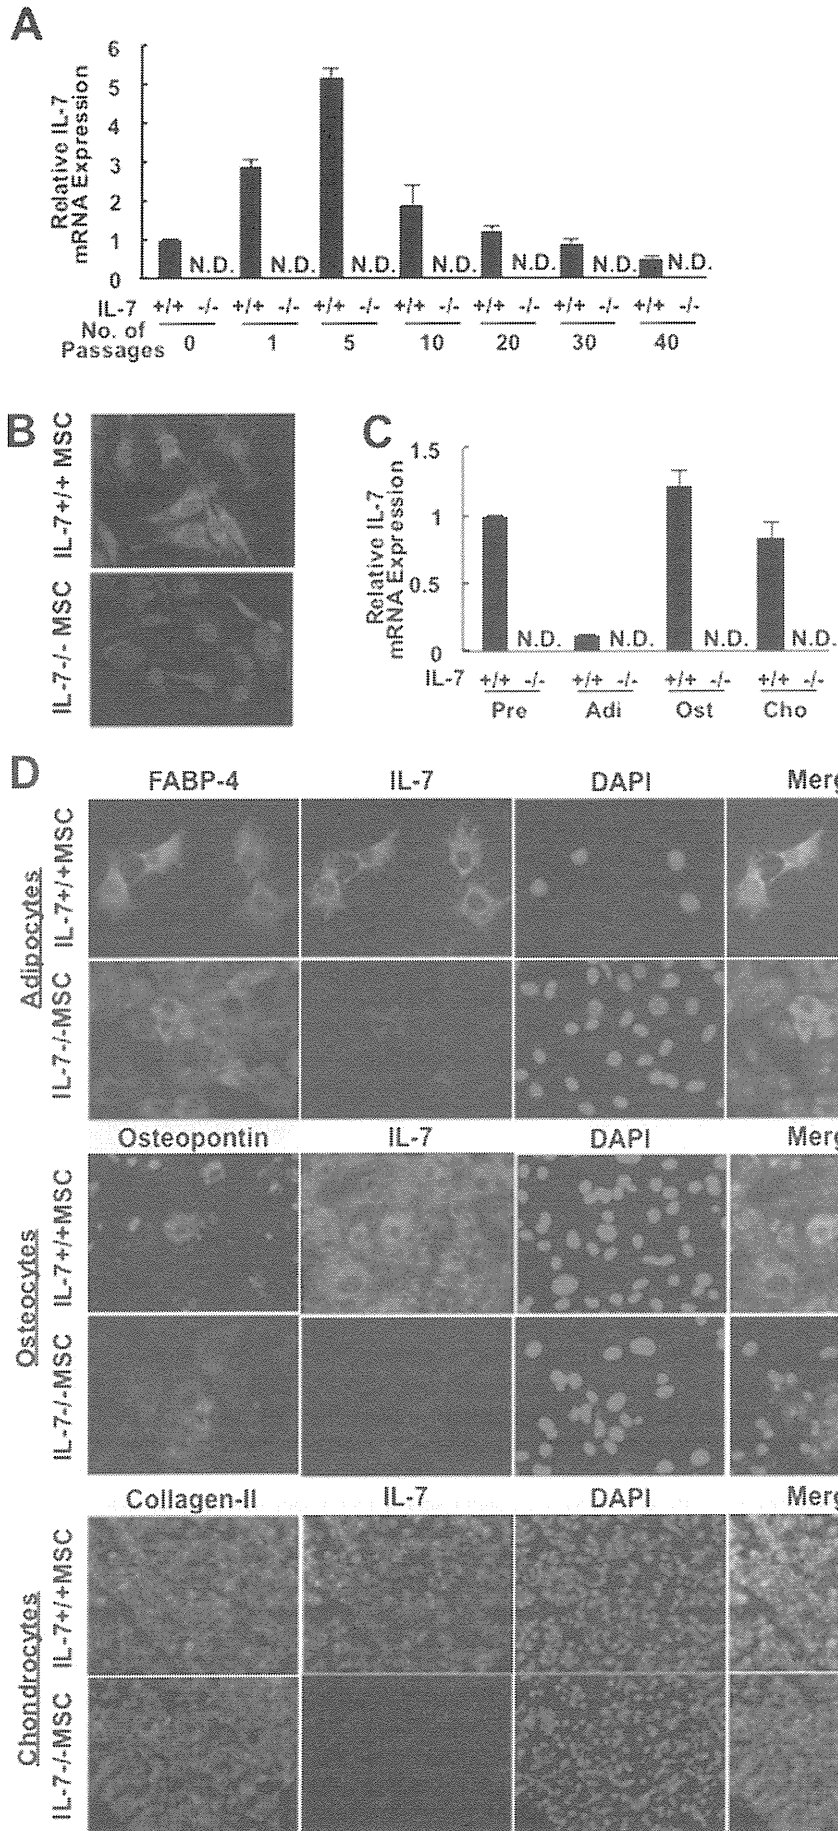 A
6
5
4
3
2
1
0
Relative IL-7
mRNA Expression
N.D. N.D. N.D. N.D. N.D. N.D. N.D.
IL-7 +/+ -/- +/+ -/- +/+ -/- +/+ -/- +/+ -/- +/+ -/- +/+ -/-
No. of
Passages 0 1 5 10 20 30 40
B
IL-7+/+ MSC
IL-7-/- MSC
C
1.5
1
0.5
0
Relative IL-7
mRNA Expression
N.D. N.D. N.D. N.D.
IL-7 +/+ -/- +/+ -/- +/+ -/- +/+ -/-
Pre Adi Ost Cho
D
FABP-4 IL-7 DAPI Merg
Adipocytes
IL-7+/+MSC
IL-7-/-MSC
Osteopontin IL-7 DAPI Merg
Osteocytes
IL-7+/+MSC
IL-7-/-MSC
Collagen-II IL-7 DAPI Merg
Chondrocytes
IL-7+/+MSC
IL-7-/-MSC